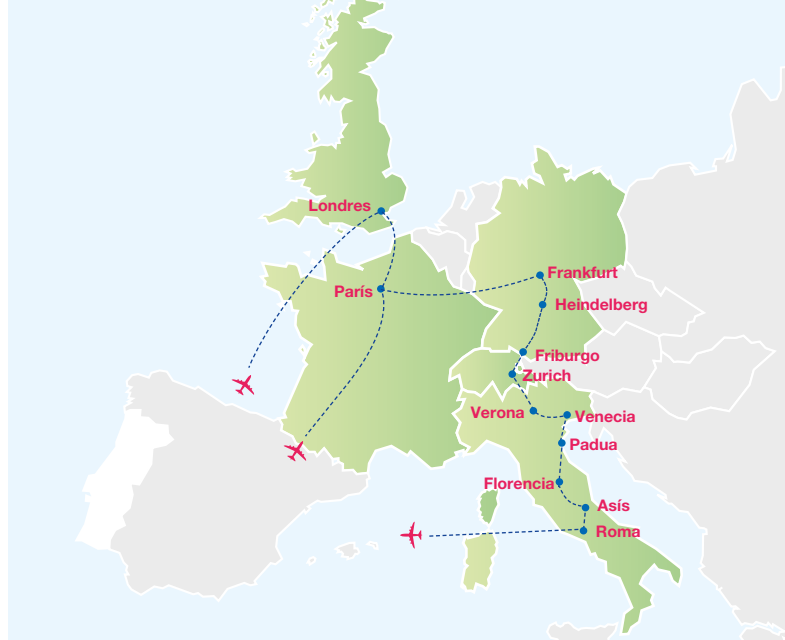 Londres
París
Frankfurt
Heindelberg
Friburgo
Zurich
Verona
Venecia
Padua
Florencia
Asís
Roma